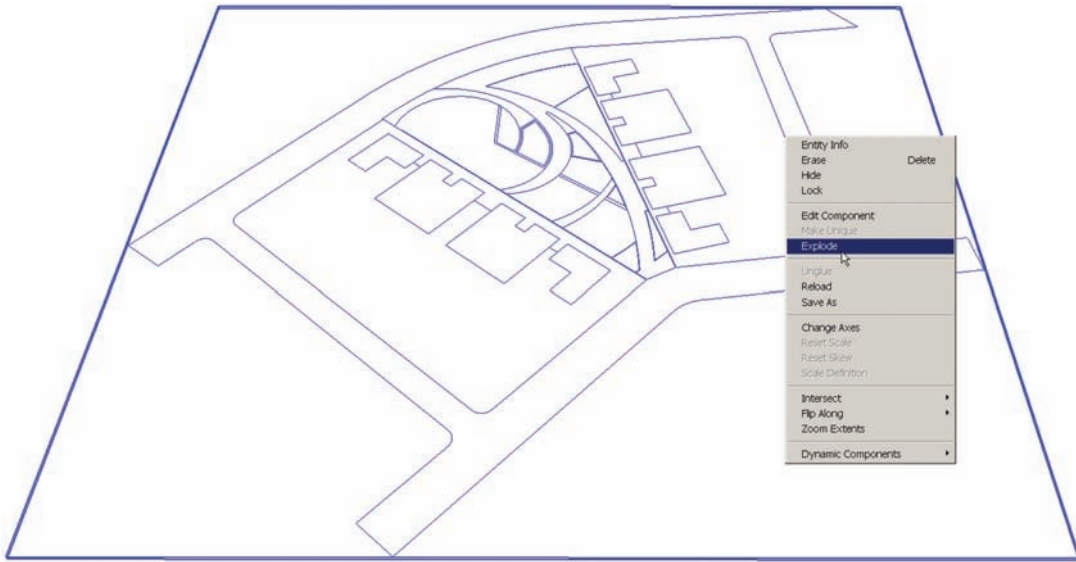 Entity Info
Erase Delete
Hide
Lock
Edit Component
Make Unique
Explode
Unglue
Reload
Save As
Change Axes
Reset Scale
Reset Skew
Scale Definition
Intersect
Flip Along
Zoom Extents
Dynamic Components